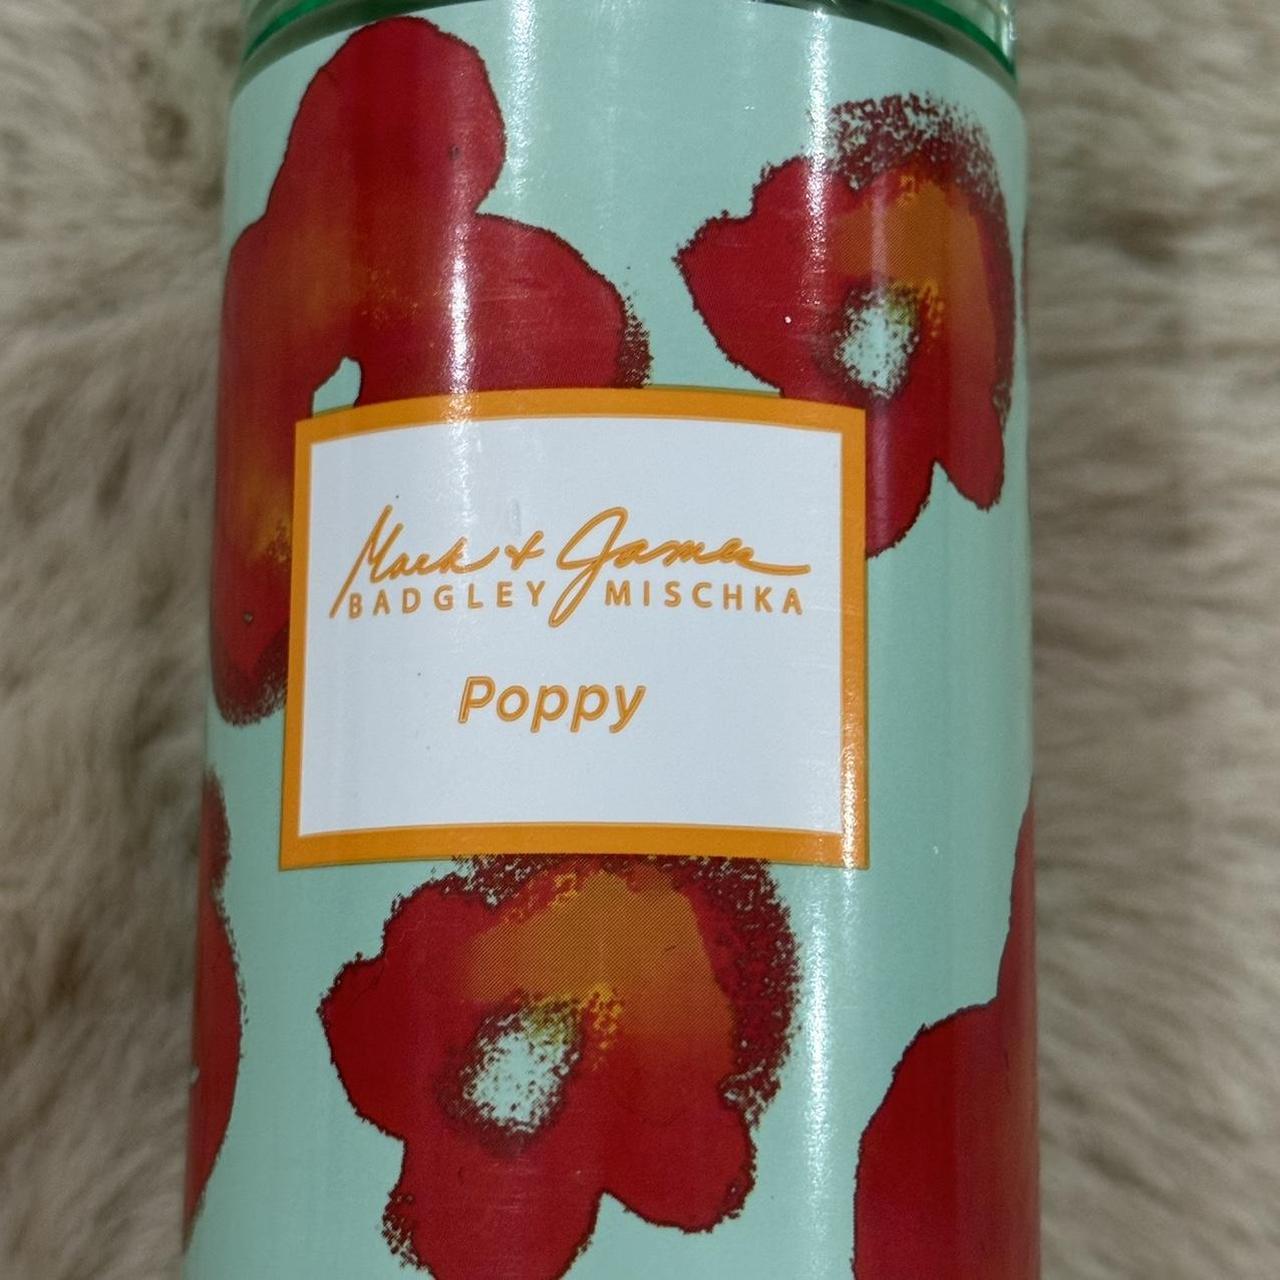 Mark + James
BADGLEY MISCHKA
Poppy